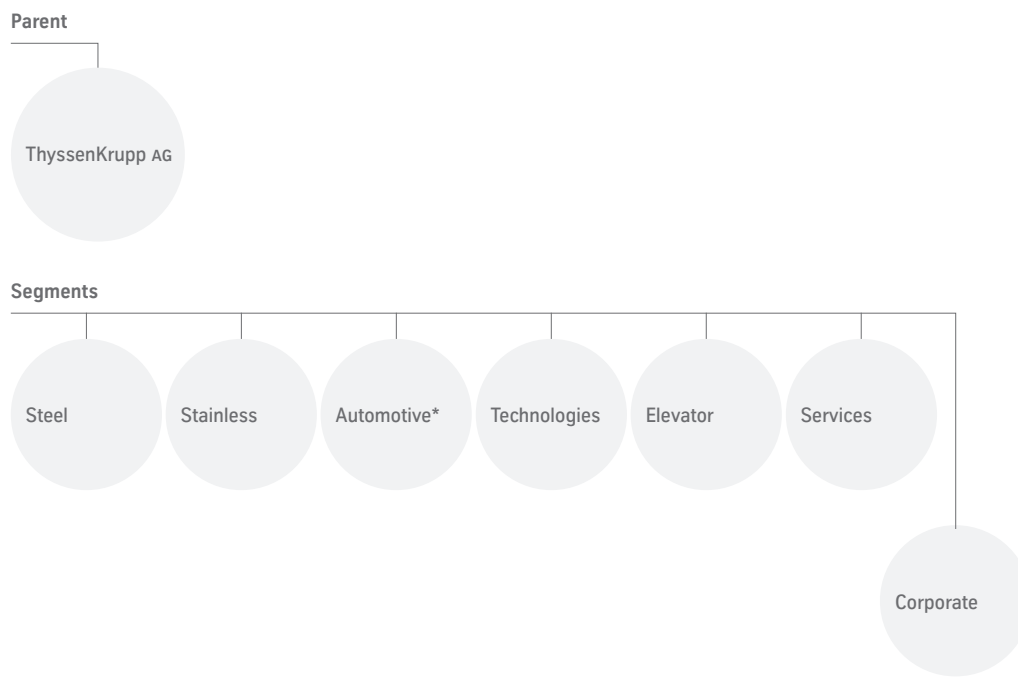 Parent
ThyssenKrupp AG
Segments
Steel
Stainless
Automotive*
Technologies
Elevator
Services
Corporate